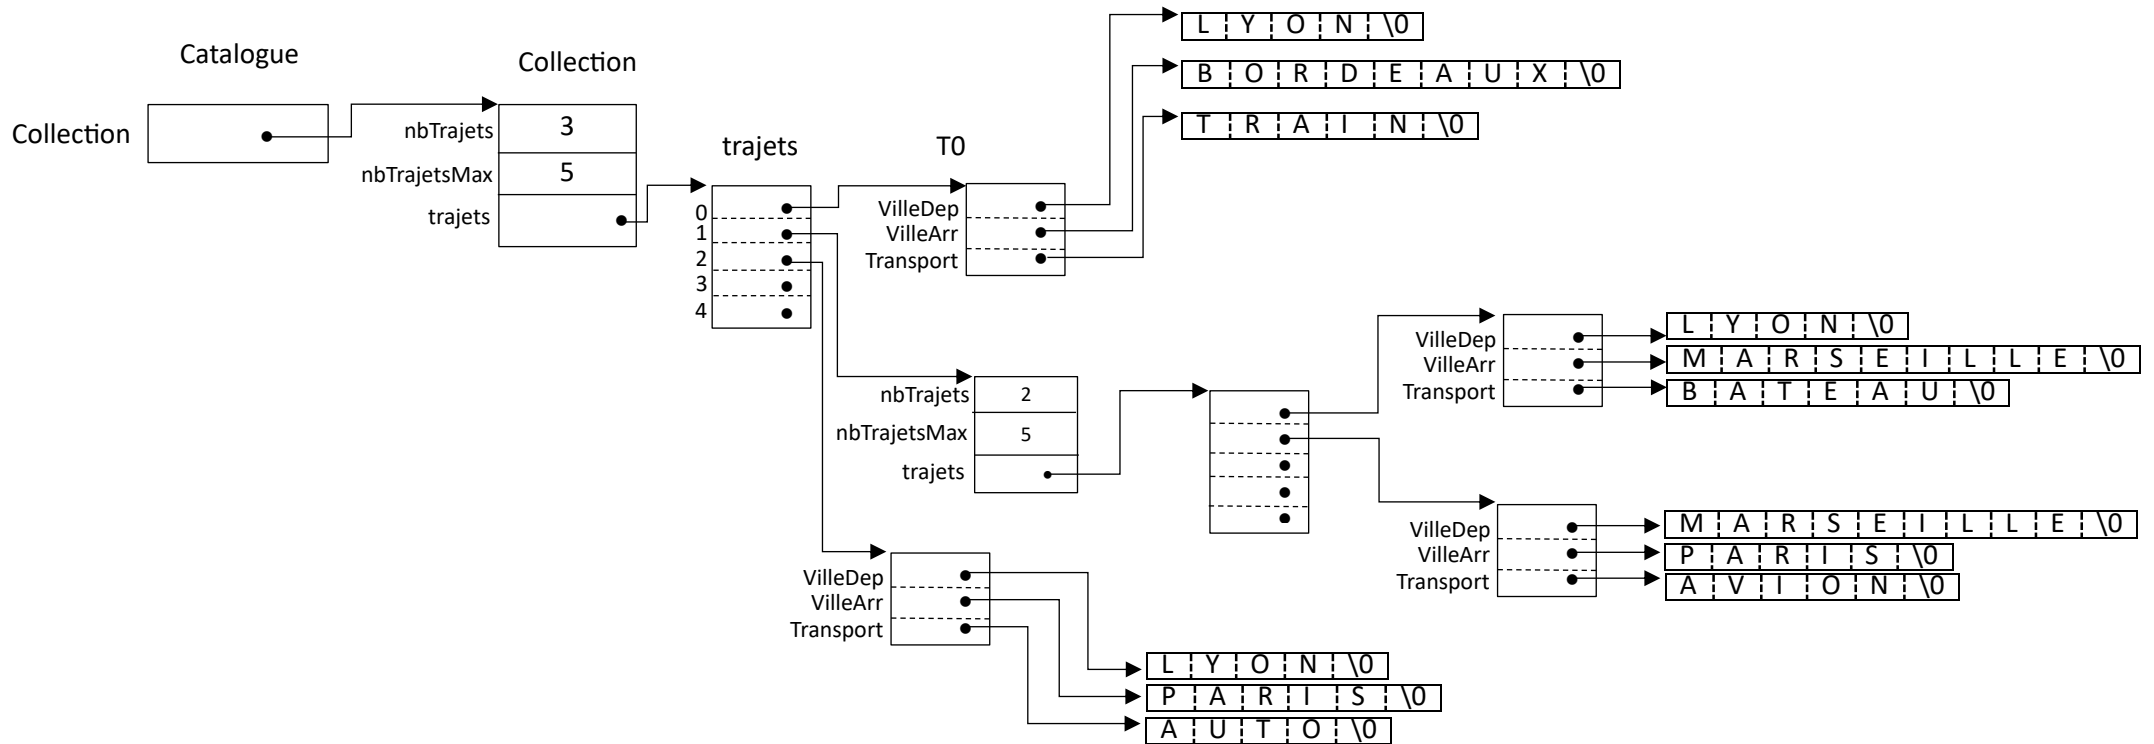 Catalogue
Collection
Collection
nbTrajets 3
nbTrajetsMax 5
trajets
trajets
0
1
2
3
4
T0
VilleDep
VilleArr
Transport
L Y O N \0
B O R D E A U X \0
T R A I N \0
nbTrajets 2
nbTrajetsMax 5
trajets
VilleDep
VilleArr
Transport
L Y O N \0
M A R S E I L L E \0
B A T E A U \0
VilleDep
VilleArr
Transport
M A R S E I L L E \0
P A R I S \0
A V I O N \0
VilleDep
VilleArr
Transport
L Y O N \0
P A R I S \0
A U T O \0